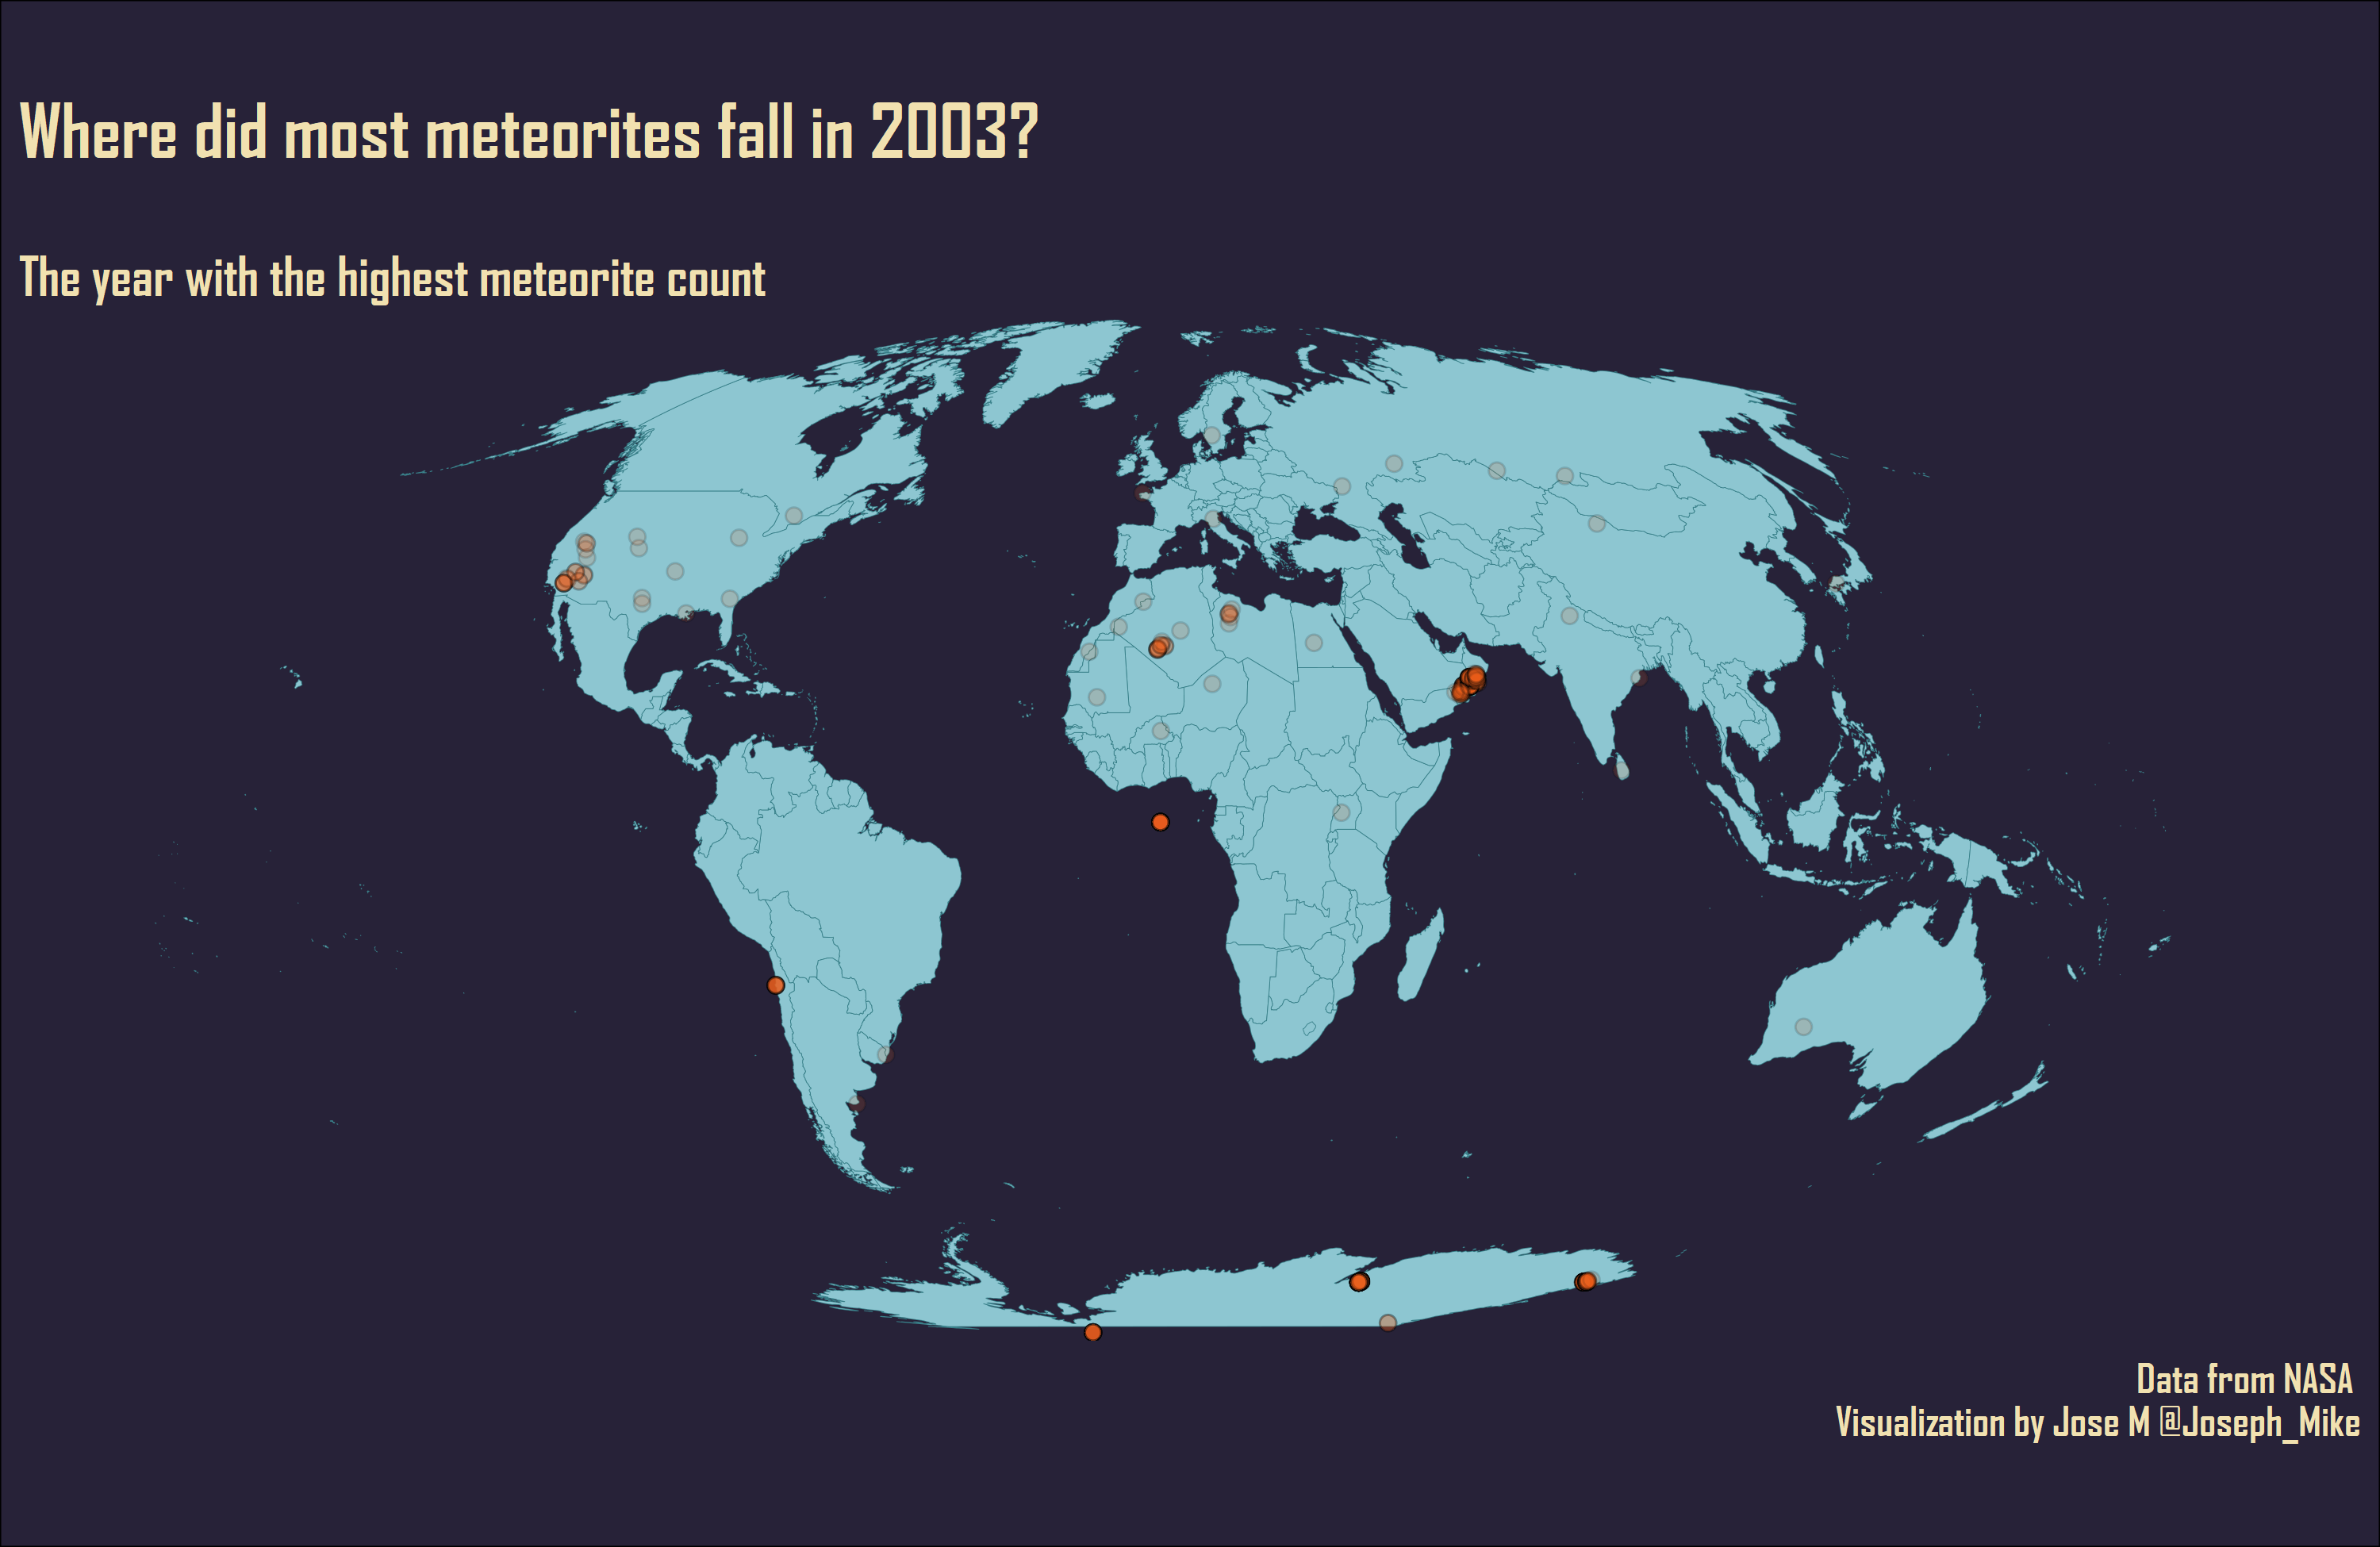 Where did most meteorites fall in 2003?
The year with the highest meteorite count
Data from NASA
Visualization by Jose M @Joseph_Mike